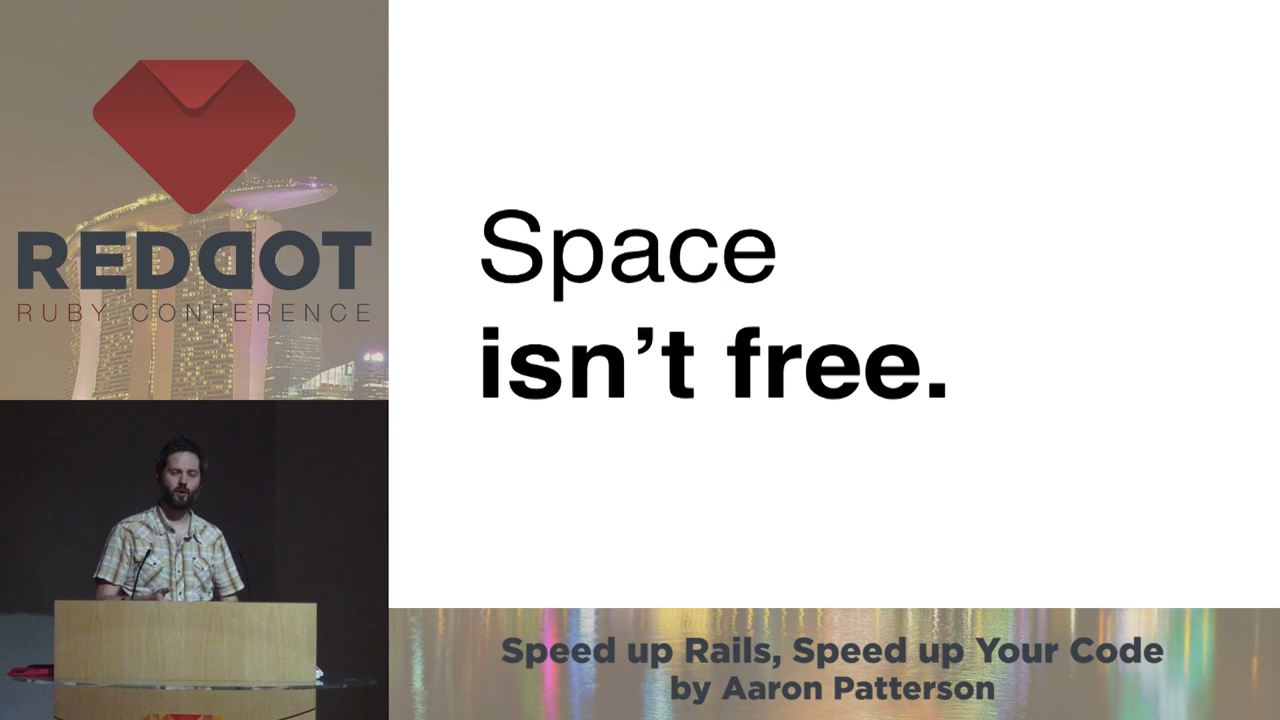 REDDOT
RUBY CONFERENCE
Space
isn’t free.
Speed up Rails, Speed up Your Code
by Aaron Patterson